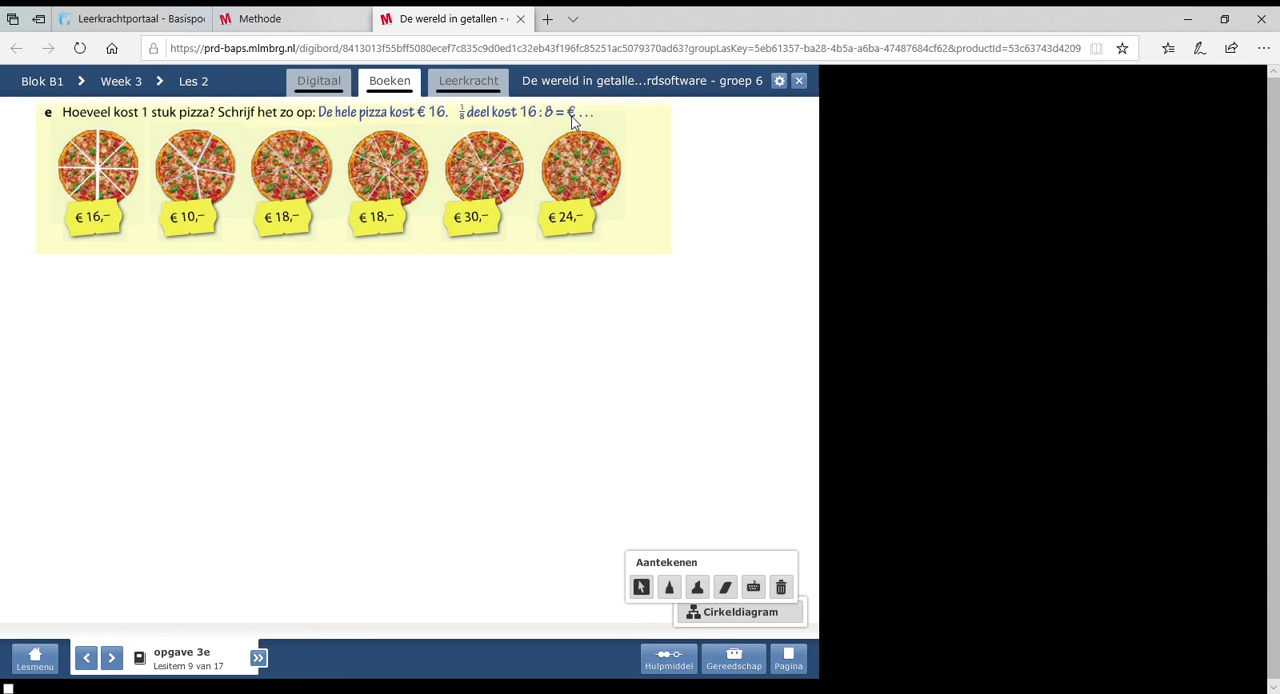 Leerkrachtportaal - Basispo
Methode
De wereld in getallen -
https://prd-baps.mlmbrg.nl/digibord/8413013f55bff5080ecef7c835c9d0ed1c32eb43f196fc85251ac5079370ad63?groupLasKey=5eb61357-ba28-4b5a-a6ba-47487684cf62&productId=53c63743d4209
Blok B1 > Week 3 > Les 2
Digitaal
Boeken
Leerkracht
De wereld in getalle...rdsoftware - groep 6
e Hoeveel kost 1 stuk pizza? Schrijf het zo op: De hele pizza kost € 16. 1/8 deel kost 16 : 8 = € ...
€ 16,– € 10,– € 18,– € 18,– € 30,– € 24,–
Aantekenen
Cirkeldiagram
Lesmenu
opgave 3e
Lesitem 9 van 17
Hulpmiddel
Gereedschap
Pagina